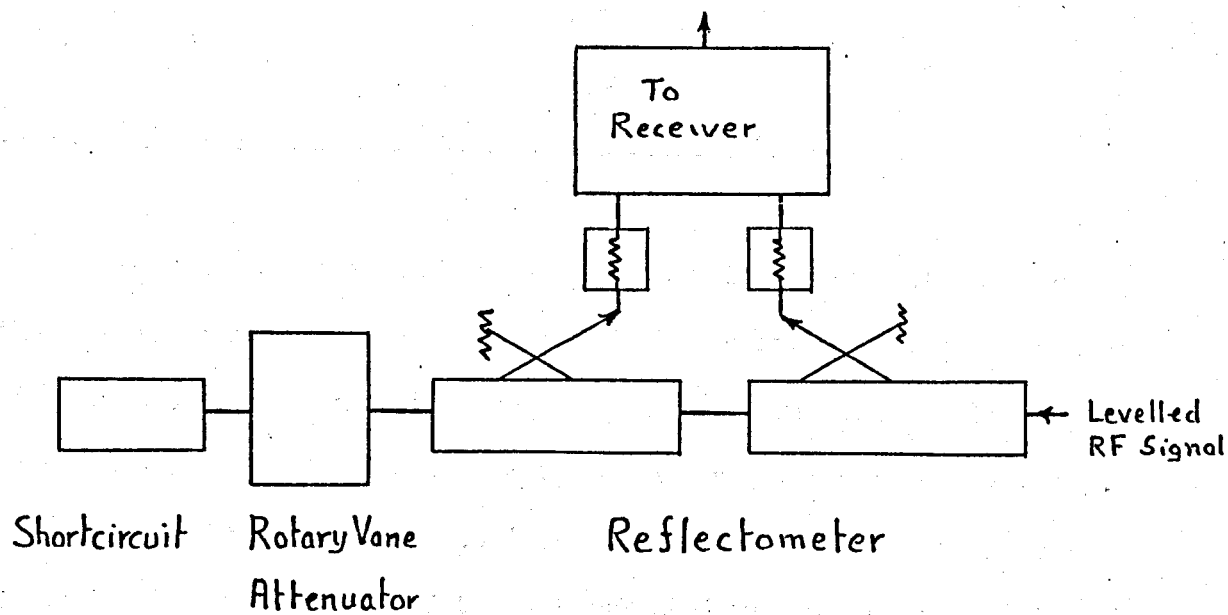 To
Receiver
Levelled
RF Signal
Shortcircuit
Rotary Vane
Attenuator
Reflectometer